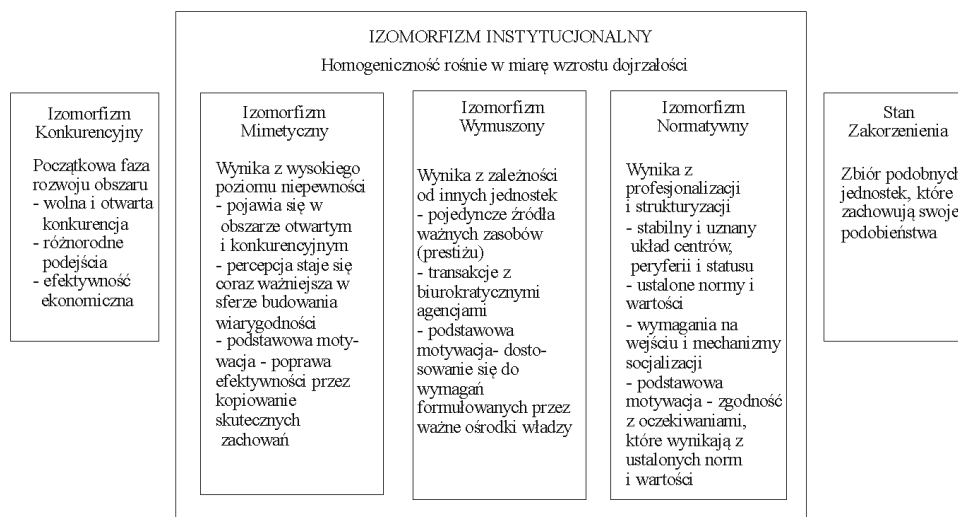 IZOMORFIZM INSTYTUCJONALNY
Homogeniczność rośnie w miarę wzrostu dojrzałości
Izomorfizm
Konkurencyjny
Początkowa faza
rozwoju obszaru
- wolna i otwarta
konkurencja
- różnorodne
podejścia
- efektywność
ekonomiczna
Izomorfizm
Mimetyczny
Wynika z wysokiego
poziomu niepewności
- pojawia się w
obszarze otwartym
i konkurencyjnym
- percepcja staje się
coraz ważniejsza w
sferze budowania
wiarygodności
- podstawowa moty-
wacja - poprawa
efektywności przez
kopiowanie
skutecznych
zachowań
Izomorfizm
Wymuszony
Wynika z zależności
od innych jednostek
- pojedyncze źródła
ważnych zasobów
(prestiżu)
- transakcje z
biurokratycznymi
agencjami
- podstawowa
motywacja- dosto-
sowanie się do
wymagań
formułowanych przez
ważne ośrodki władzy
Izomorfizm
Normatywny
Wynika z
profesjonalizacji
i strukturyzacji
- stabilny i uznany
układ centrów,
peryferii i statusu
- ustalone normy i
wartości
- wymagania na
wejściu i mechanizmy
socjalizacji
- podstawowa
motywacja - zgodność
z oczekiwaniami,
które wynikają z
ustalonych norm
i wartości
Stan
Zakorzenienia
Zbiór podobnych
jednostek, które
zachowują swoje
podobieństwa